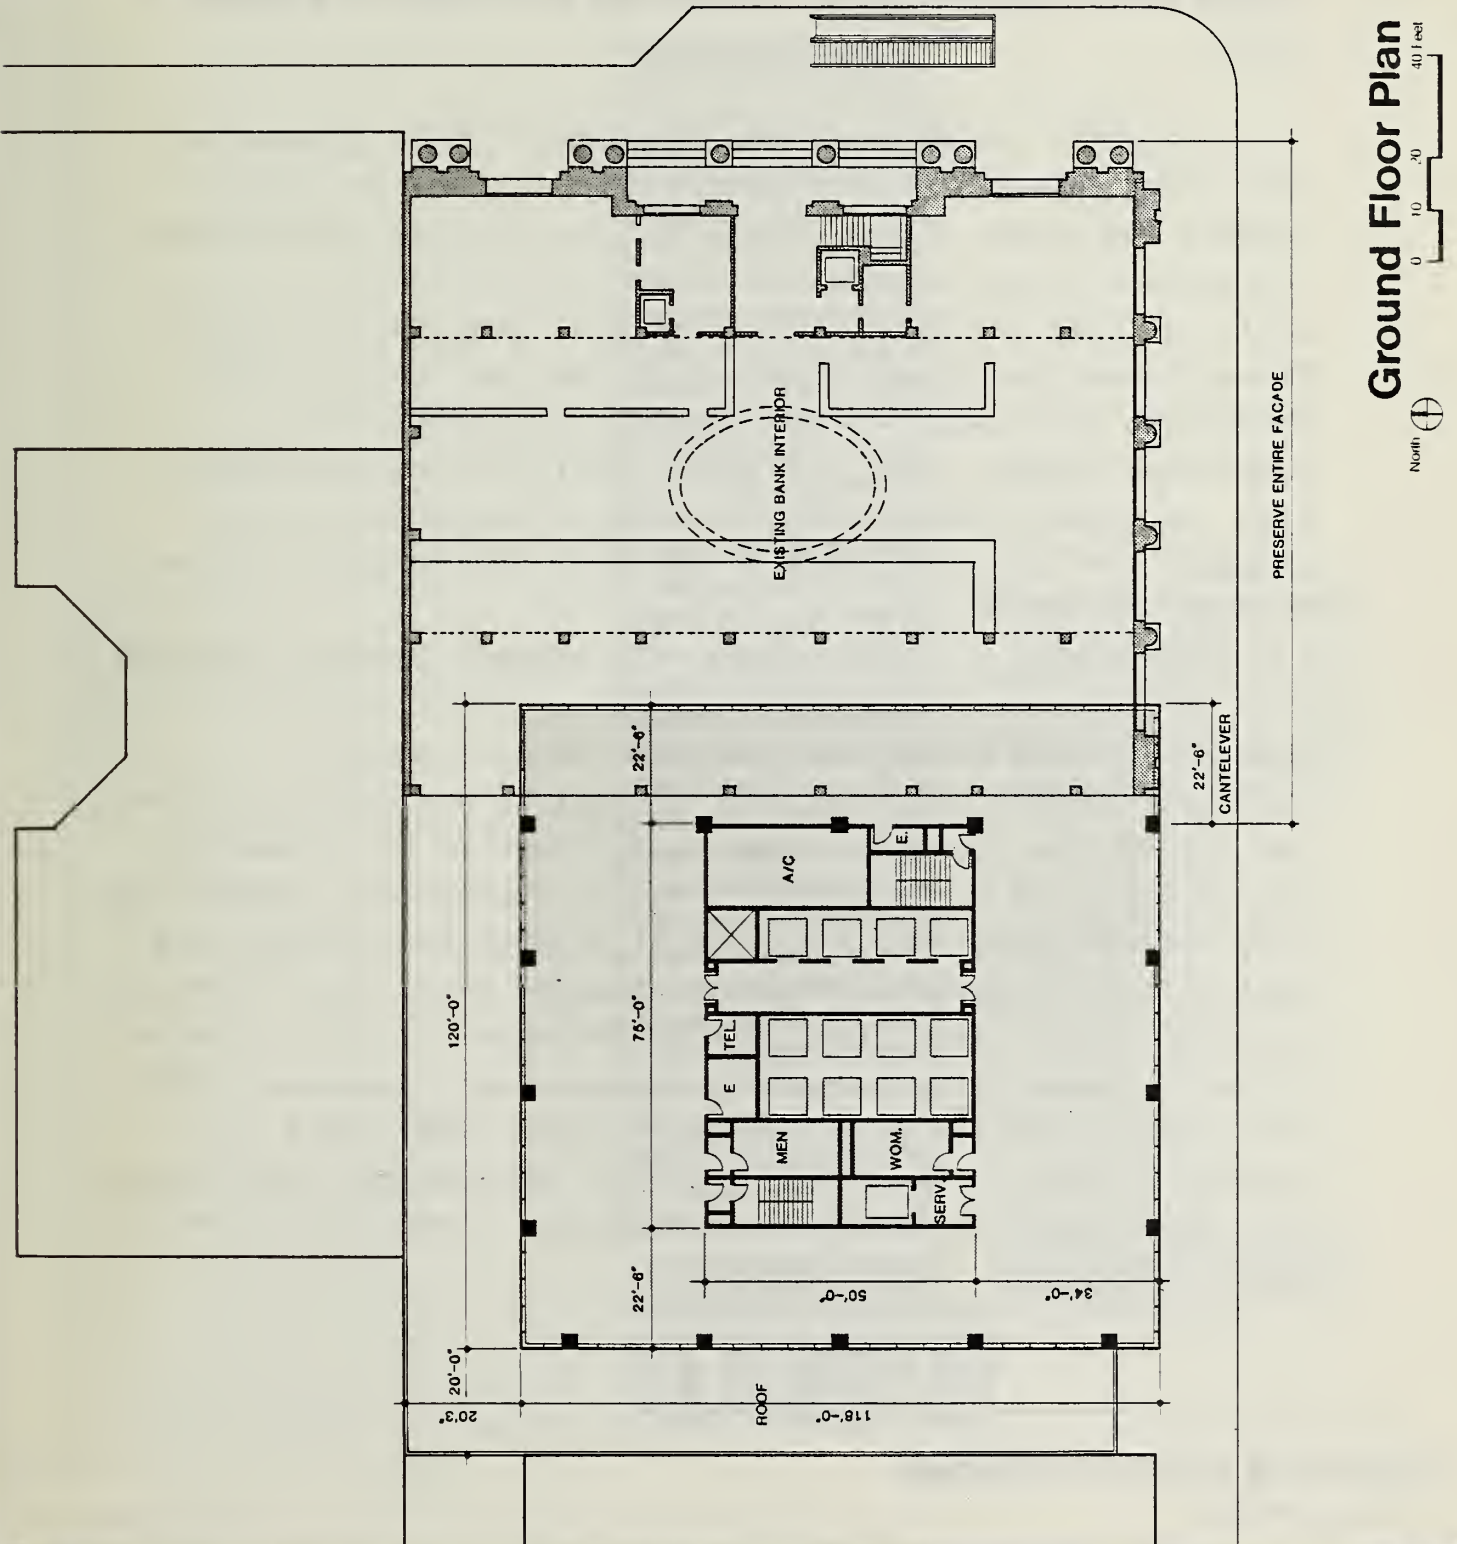 Ground Floor Plan
0 10 20 40 Feet
North
PRESERVE ENTIRE FACADE
EXISTING BANK INTERIOR
22'-6"
22'-6"
CANTELEVER
A/C
E.
120'-0"
75'-0"
TEL.
E
MEN
WOM.
SERV.
22'-6"
50'-0"
34'-0"
20'-0"
20'3"
ROOF
118'-0"